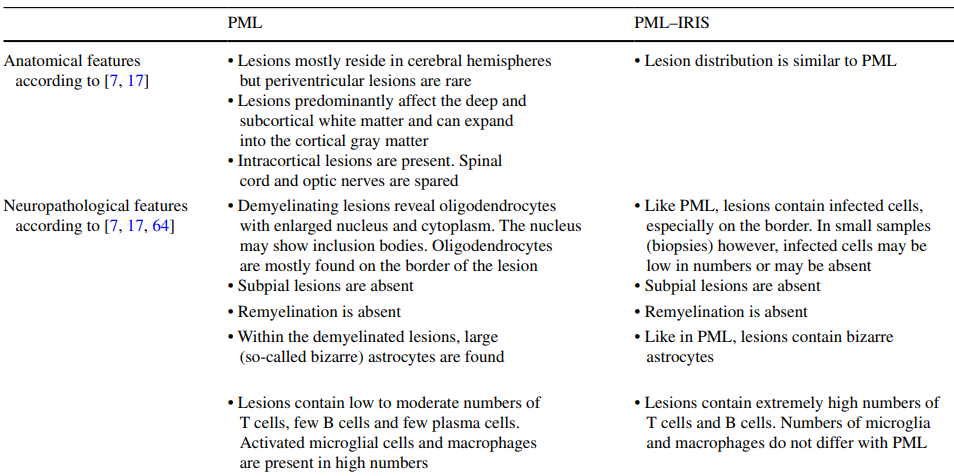 PML
PML–IRIS
Anatomical features
according to [7, 17]
• Lesions mostly reside in cerebral hemispheres
but periventricular lesions are rare
• Lesions predominantly affect the deep and
subcortical white matter and can expand
into the cortical gray matter
• Intracortical lesions are present. Spinal
cord and optic nerves are spared
• Lesion distribution is similar to PML
Neuropathological features
according to [7, 17, 64]
• Demyelinating lesions reveal oligodendrocytes
with enlarged nucleus and cytoplasm. The nucleus
may show inclusion bodies. Oligodendrocytes
are mostly found on the border of the lesion
• Subpial lesions are absent
• Remyelination is absent
• Within the demyelinated lesions, large
(so-called bizarre) astrocytes are found
• Lesions contain low to moderate numbers of
T cells, few B cells and few plasma cells.
Activated microglial cells and macrophages
are present in high numbers
• Like PML, lesions contain infected cells,
especially on the border. In small samples
(biopsies) however, infected cells may be
low in numbers or may be absent
• Subpial lesions are absent
• Remyelination is absent
• Like in PML, lesions contain bizarre
astrocytes
• Lesions contain extremely high numbers of
T cells and B cells. Numbers of microglia
and macrophages do not differ with PML